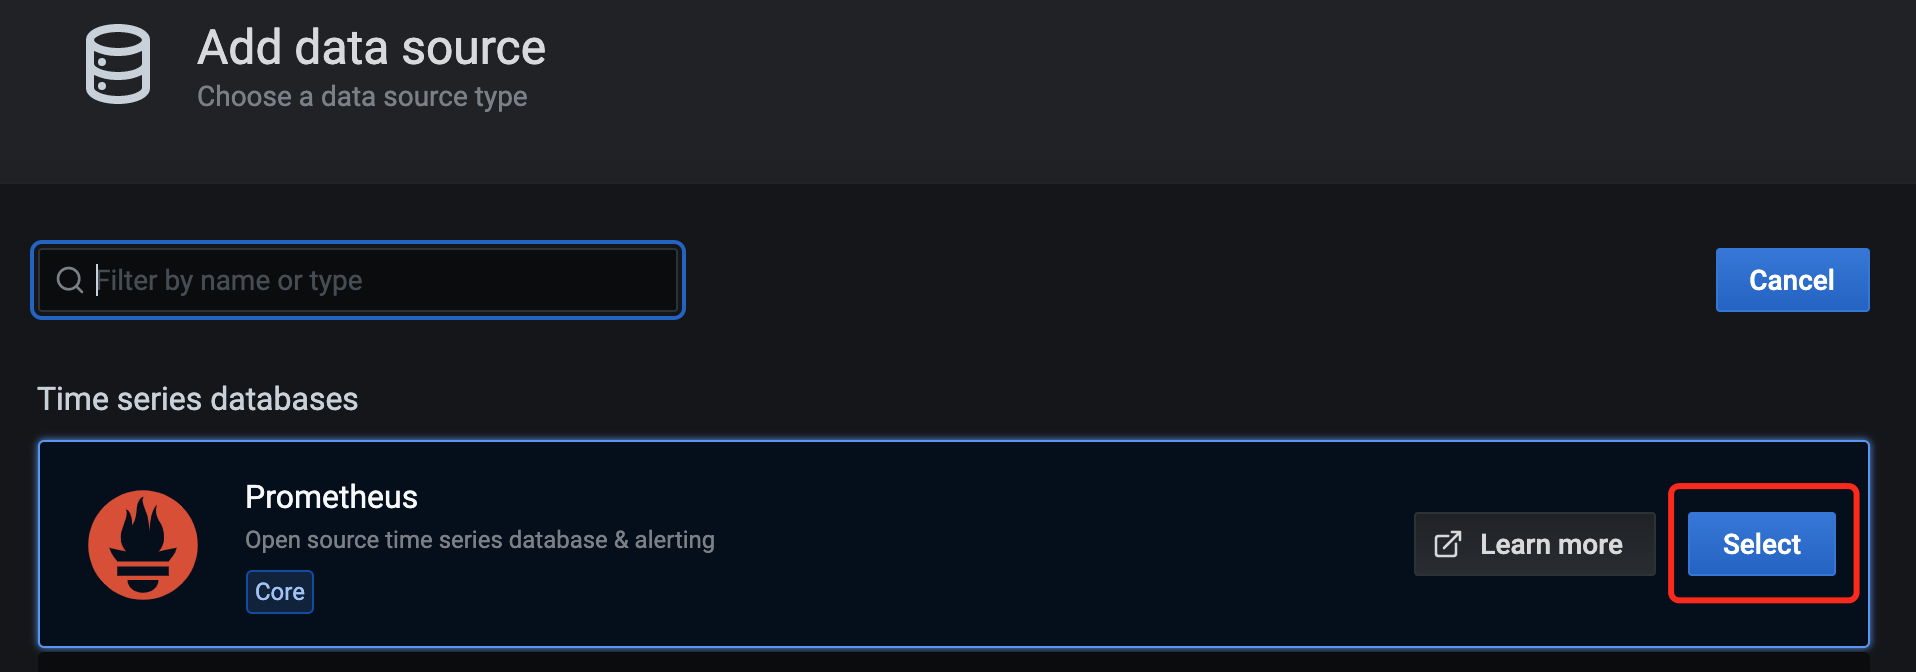 Add data source
Choose a data source type
Filter by name or type
Cancel
Time series databases
Prometheus
Open source time series database & alerting
Core
Learn more
Select